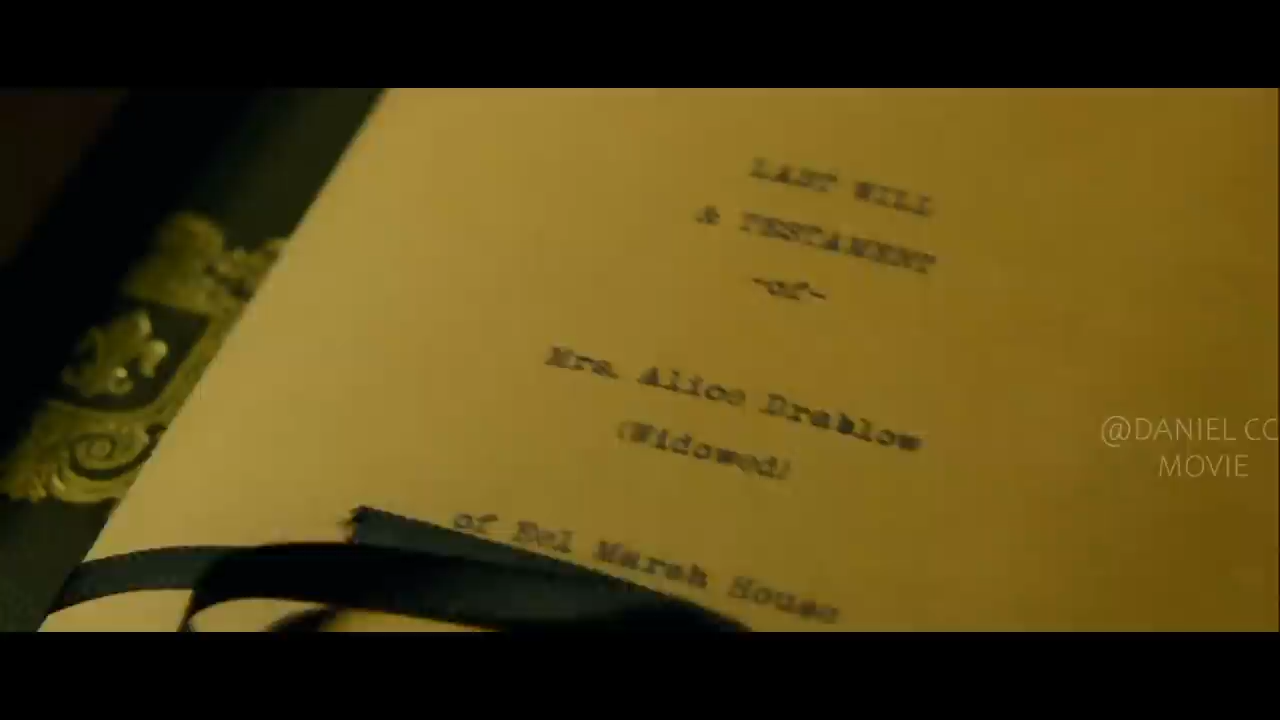 LAST WILL
& TESTAMENT
-of-
Mrs. Alice Drablow
(Widowed)
of Eel Marsh House
@DANIEL CC
MOVIE